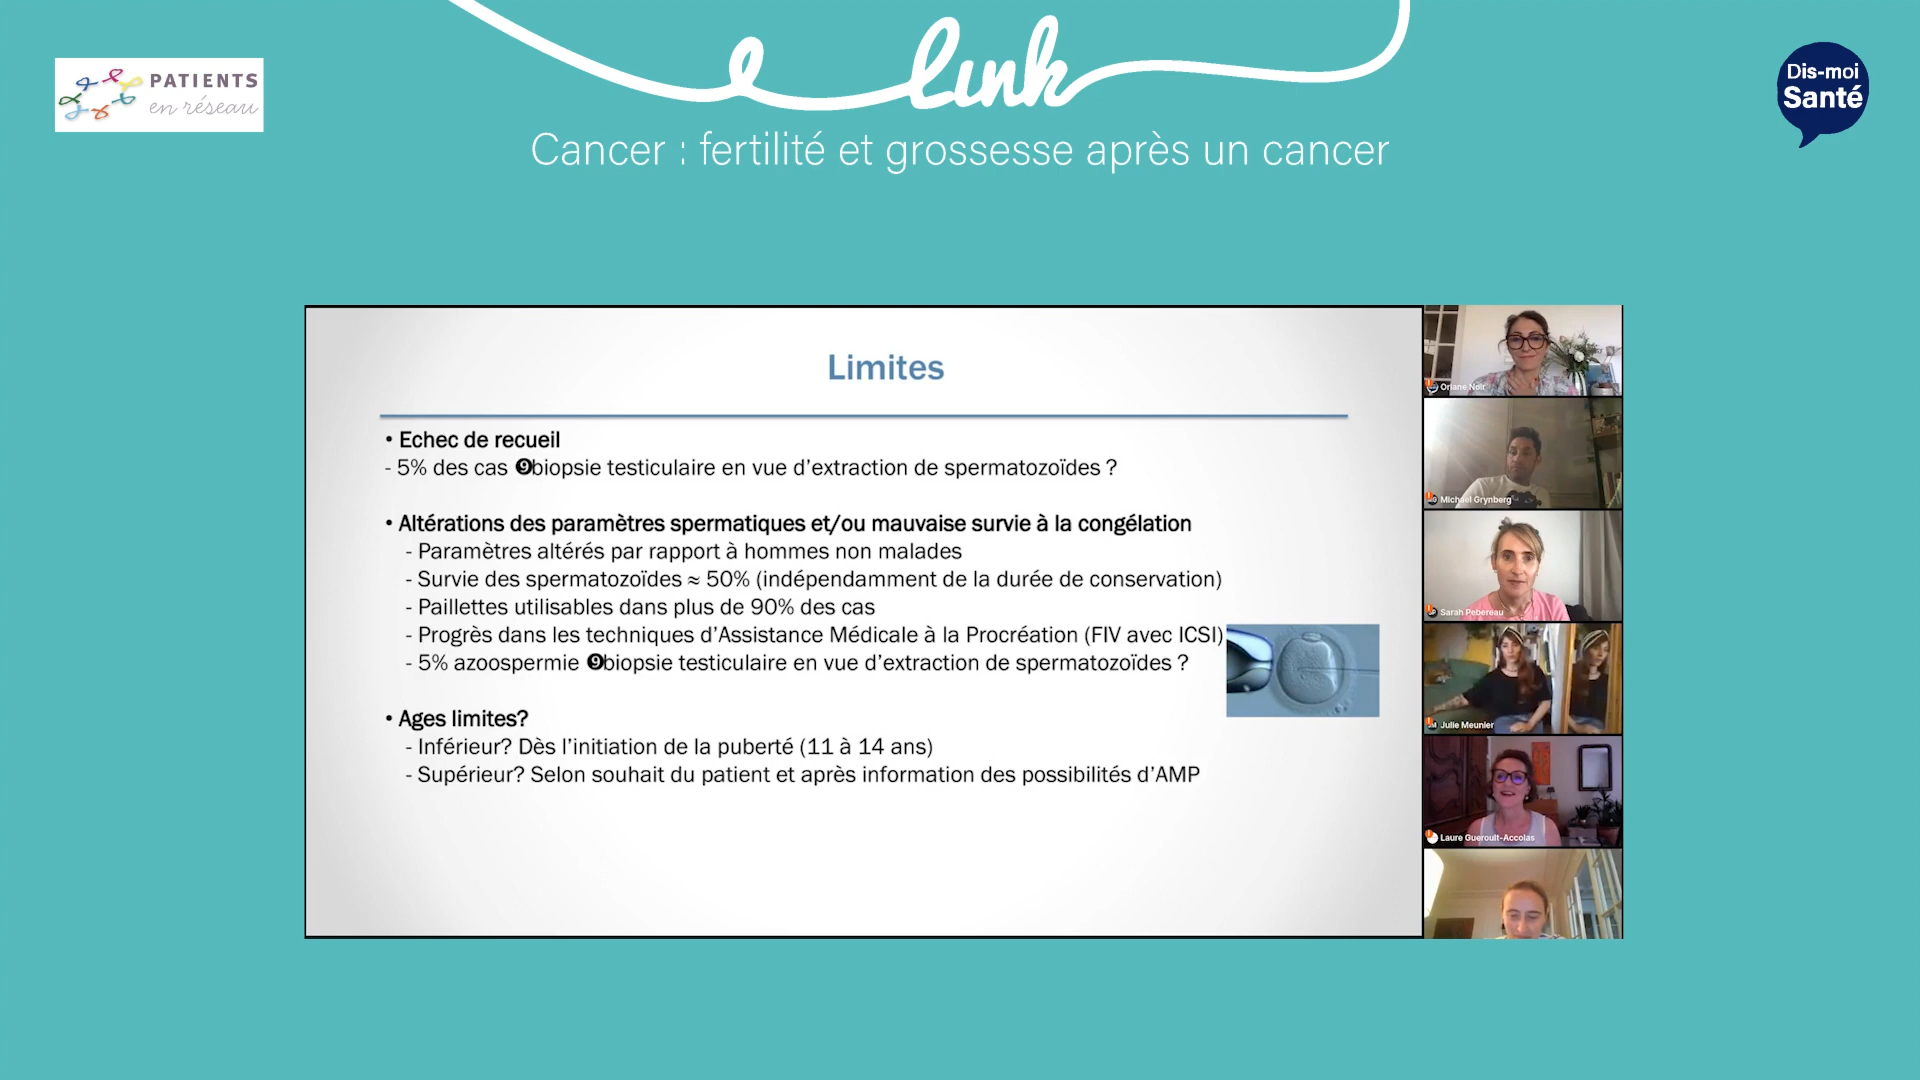 PATIENTS
en réseau
Link
Dis-moi
Santé
Cancer : fertilité et grossesse après un cancer
Limites
• Echec de recueil
- 5% des cas ❾biopsie testiculaire en vue d’extraction de spermatozoïdes ?
• Altérations des paramètres spermatiques et/ou mauvaise survie à la congélation
- Paramètres altérés par rapport à hommes non malades
- Survie des spermatozoïdes ≈ 50% (indépendamment de la durée de conservation)
- Paillettes utilisables dans plus de 90% des cas
- Progrès dans les techniques d’Assistance Médicale à la Procréation (FIV avec ICSI)
- 5% azoospermie ❾biopsie testiculaire en vue d’extraction de spermatozoïdes ?
• Ages limites?
- Inférieur? Dès l’initiation de la puberté (11 à 14 ans)
- Supérieur? Selon souhait du patient et après information des possibilités d’AMP
Oriane Noir
Michaël Grynberg
Sarah Pebereau
Julie Meunier
Laure Gueroult-Accolas